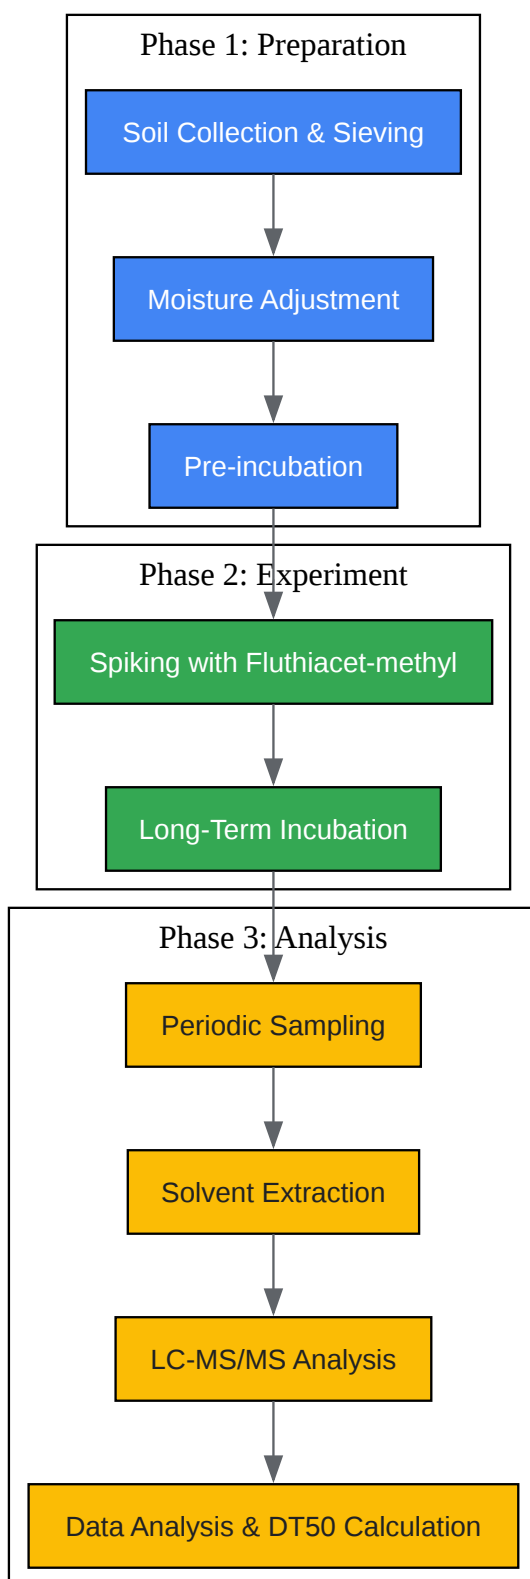 Phase 1: Preparation
Soil Collection & Sieving
Moisture Adjustment
Pre-incubation
Phase 2: Experiment
Spiking with Fluthiacet-methyl
Long-Term Incubation
Phase 3: Analysis
Periodic Sampling
Solvent Extraction
LC-MS/MS Analysis
Data Analysis & DT50 Calculation